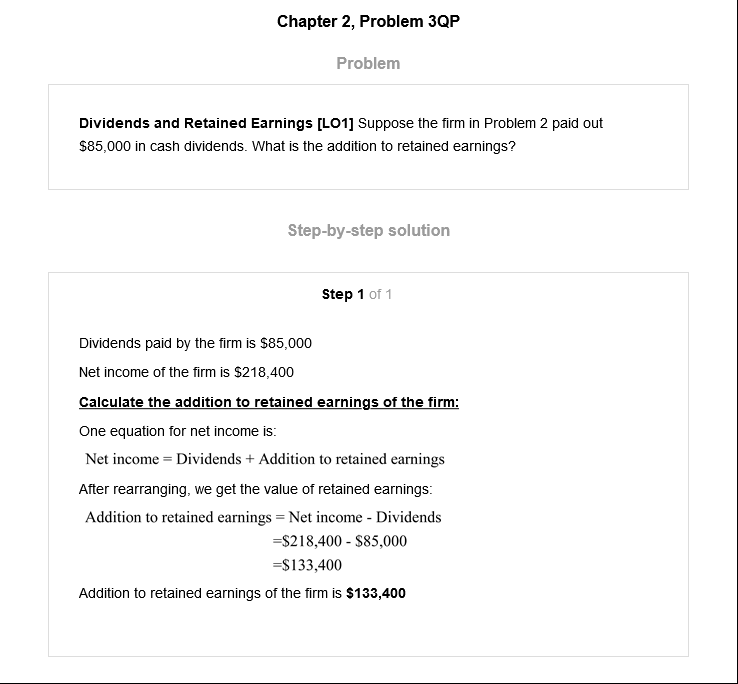 Chapter 2, Problem 3QP
Problem
Dividends and Retained Earnings [LO1] Suppose the firm in Problem 2 paid out
$85,000 in cash dividends. What is the addition to retained earnings?
Step-by-step solution
Step 1 of 1
Dividends paid by the firm is $85,000
Net income of the firm is $218,400
Calculate the addition to retained earnings of the firm:
One equation for net income is:
Net income = Dividends + Addition to retained earnings
After rearranging, we get the value of retained earnings:
Addition to retained earnings = Net income - Dividends
=$218,400 - $85,000
=$133,400
Addition to retained earnings of the firm is $133,400